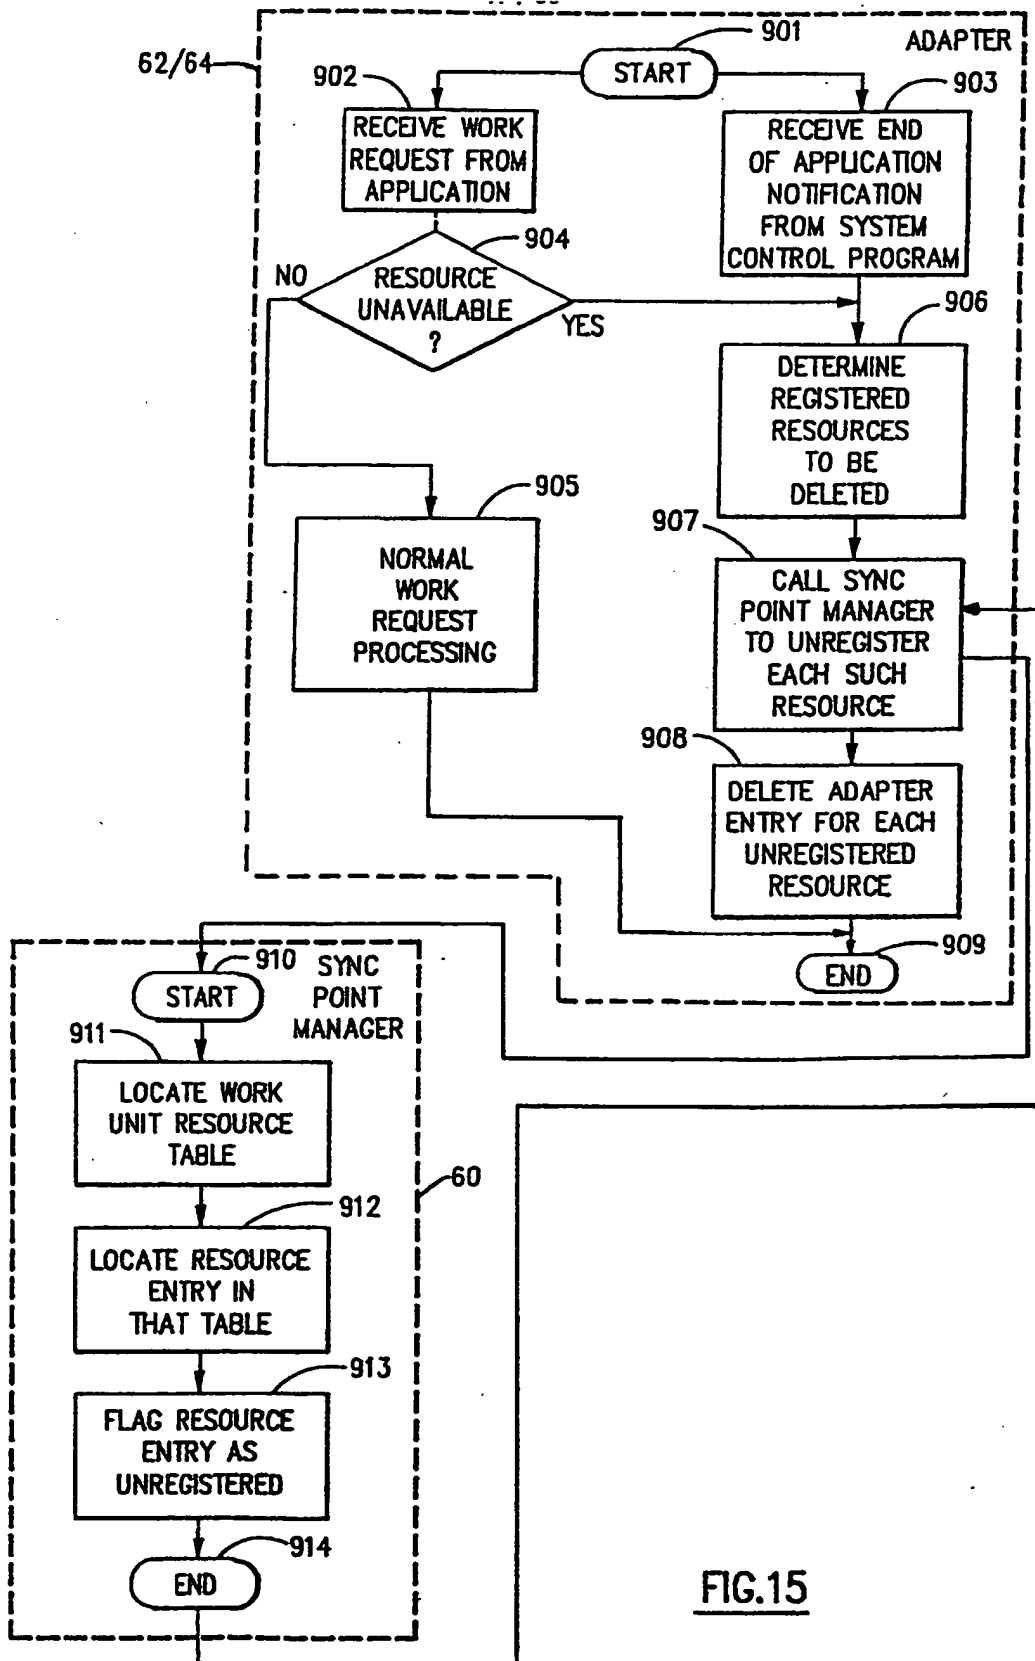 901
ADAPTER
62/64
START
902
903
RECEIVE WORK
REQUEST FROM
APPLICATION
RECEIVE END
OF APPLICATION
NOTIFICATION
FROM SYSTEM
CONTROL PROGRAM
904
NO
RESOURCE
UNAVAILABLE
?
YES
906
DETERMINE
REGISTERED
RESOURCES
TO BE
DELETED
905
NORMAL
WORK
REQUEST
PROCESSING
907
CALL SYNC
POINT MANAGER
TO UNREGISTER
EACH SUCH
RESOURCE
908
DELETE ADAPTER
ENTRY FOR EACH
UNREGISTERED
RESOURCE
909
END
910
START
SYNC
POINT
MANAGER
911
LOCATE WORK
UNIT RESOURCE
TABLE
60
912
LOCATE RESOURCE
ENTRY IN
THAT TABLE
913
FLAG RESOURCE
ENTRY AS
UNREGISTERED
914
END
FIG.15